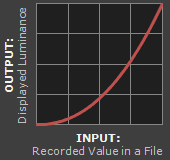 OUTPUT:
Displayed Luminance
INPUT:
Recorded Value in a File